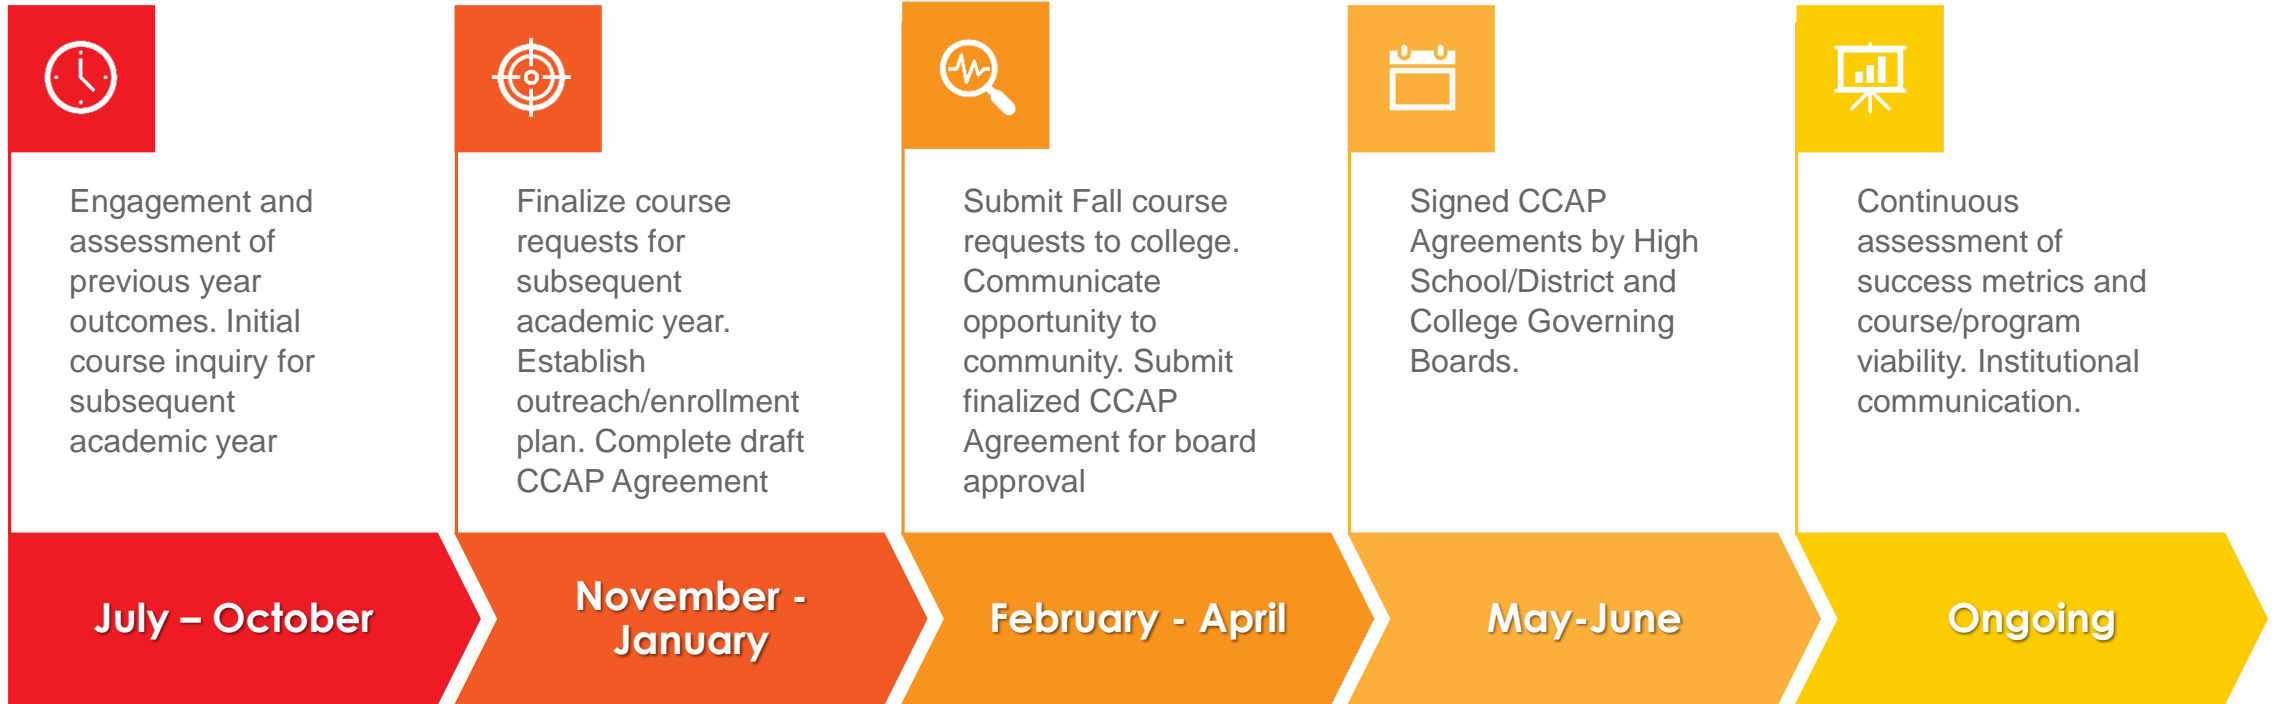 Engagement and
assessment of
previous year
outcomes. Initial
course inquiry for
subsequent
academic year
July – October
Finalize course
requests for
subsequent
academic year.
Establish
outreach/enrollment
plan. Complete draft
CCAP Agreement
November -
January
Submit Fall course
requests to college.
Communicate
opportunity to
community. Submit
finalized CCAP
Agreement for board
approval
February - April
Signed CCAP
Agreements by High
School/District and
College Governing
Boards.
May-June
Continuous
assessment of
success metrics and
course/program
viability. Institutional
communication.
Ongoing